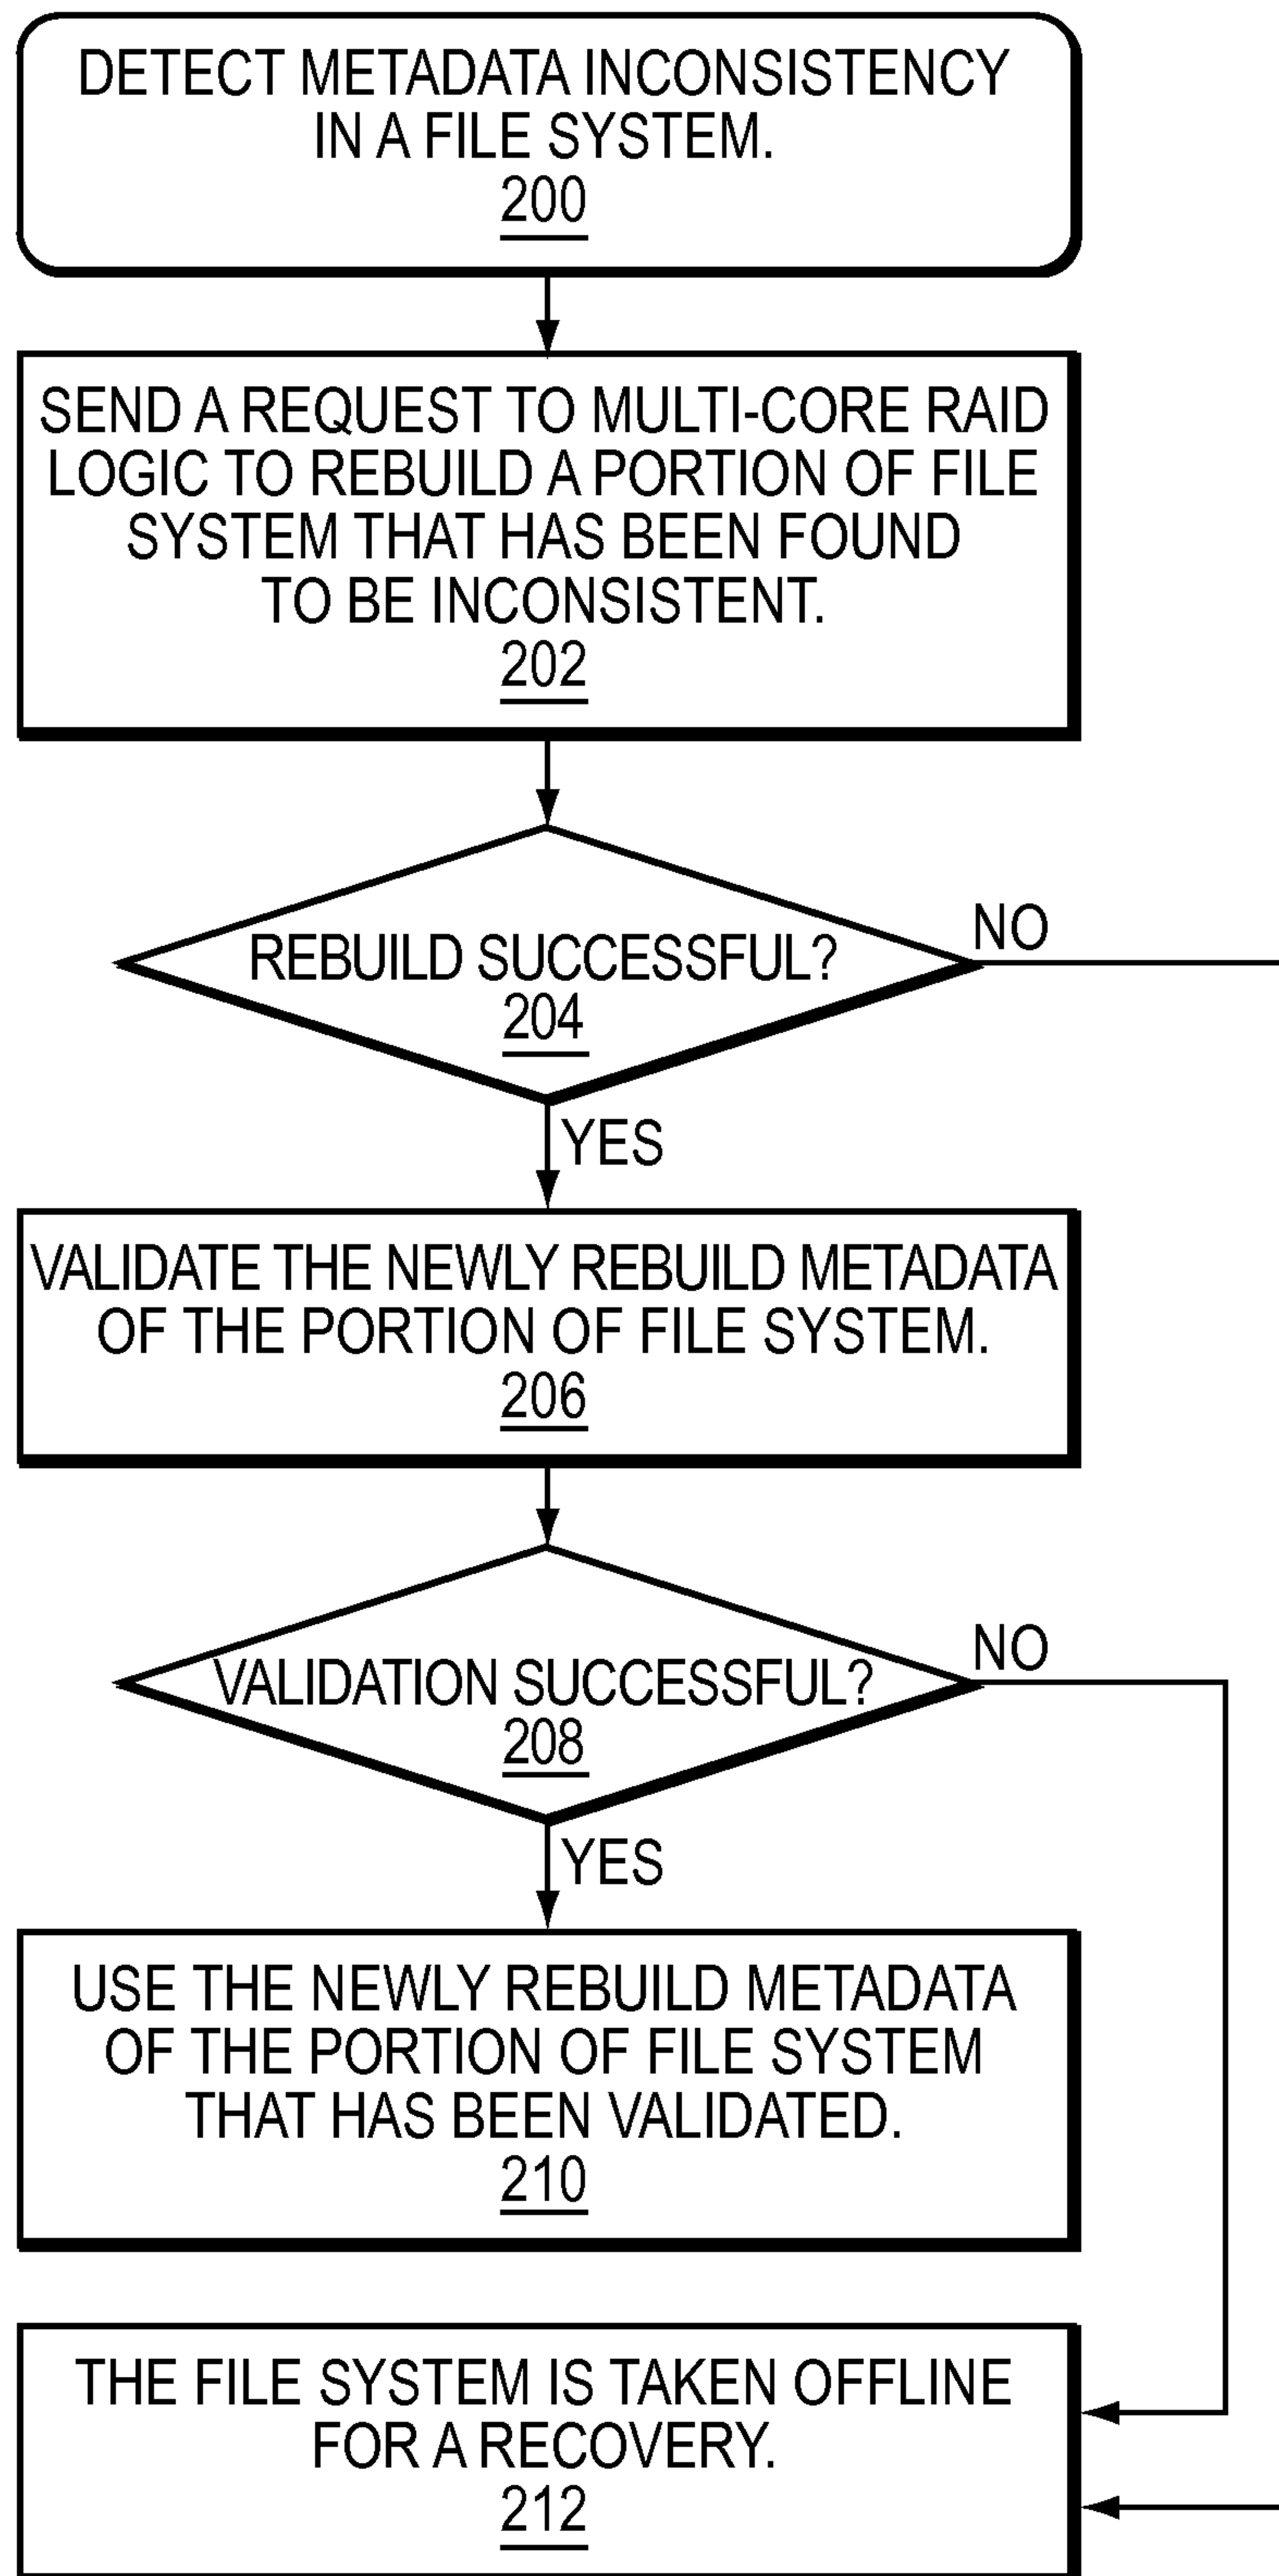 DETECT METADATA INCONSISTENCY
IN A FILE SYSTEM.
200
SEND A REQUEST TO MULTI-CORE RAID
LOGIC TO REBUILD A PORTION OF FILE
SYSTEM THAT HAS BEEN FOUND
TO BE INCONSISTENT.
202
REBUILD SUCCESSFUL?
204
NO
YES
VALIDATE THE NEWLY REBUILD METADATA
OF THE PORTION OF FILE SYSTEM.
206
VALIDATION SUCCESSFUL?
208
NO
YES
USE THE NEWLY REBUILD METADATA
OF THE PORTION OF FILE SYSTEM
THAT HAS BEEN VALIDATED.
210
THE FILE SYSTEM IS TAKEN OFFLINE
FOR A RECOVERY.
212